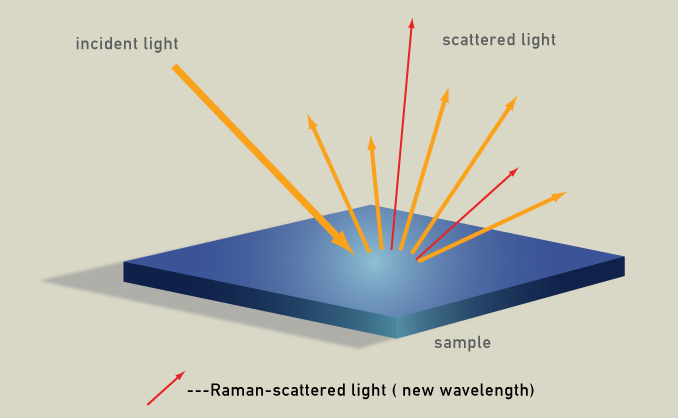 incident light
scattered light
sample
---Raman-scattered light ( new wavelength)